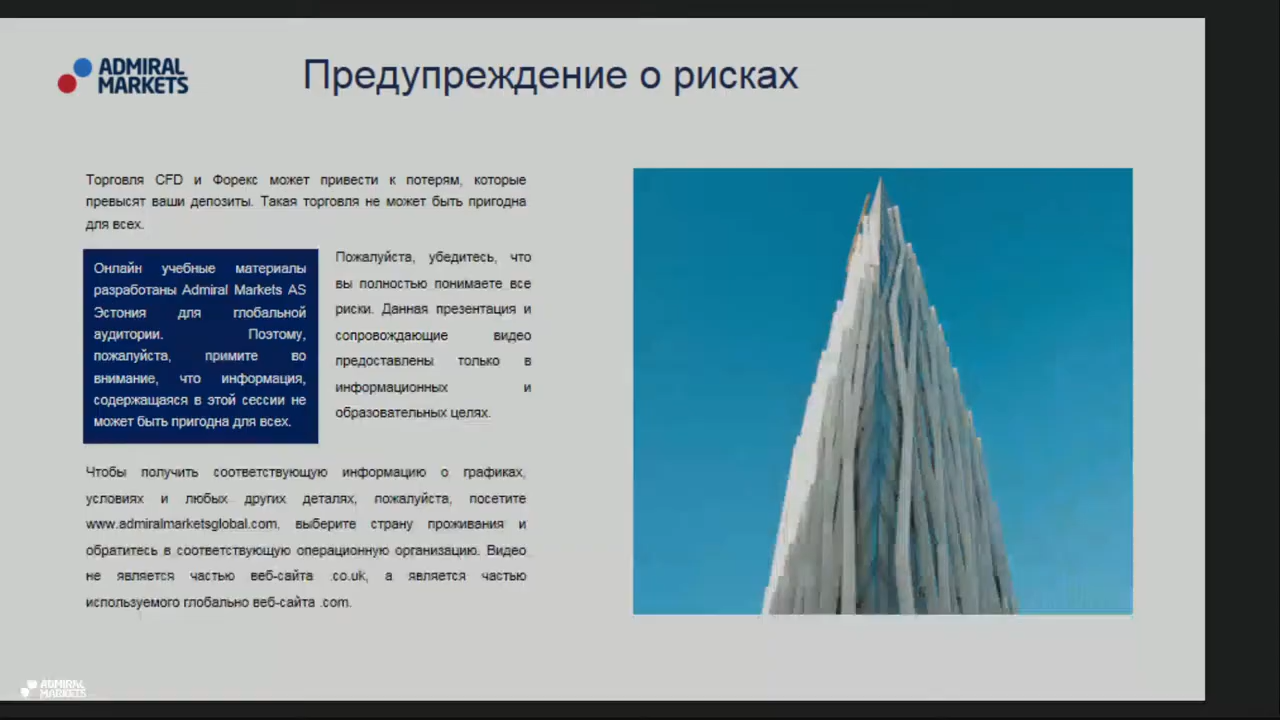 ADMIRAL
MARKETS
Предупреждение о рисках
Торговля CFD и Форекс может привести к потерям, которые
превысят ваши депозиты. Такая торговля не может быть пригодна
для всех.
Онлайн учебные материалы
разработаны Admiral Markets AS
Эстония для глобальной
аудитории. Поэтому,
пожалуйста, примите во
внимание, что информация,
содержащаяся в этой сессии не
может быть пригодна для всех.
Пожалуйста, убедитесь, что
вы полностью понимаете все
риски. Данная презентация и
сопровождающие видео
предоставлены только в
информационных и
образовательных целях.
Чтобы получить соответствующую информацию о графиках,
условиях и любых других деталях, пожалуйста, посетите
www.admiralmarketsglobal.com, выберите страну проживания и
обратитесь в соответствующую операционную организацию. Видео
не является частью веб-сайта .co.uk, а является частью
используемого глобально веб-сайта .com.
ADMIRAL
MARKETS